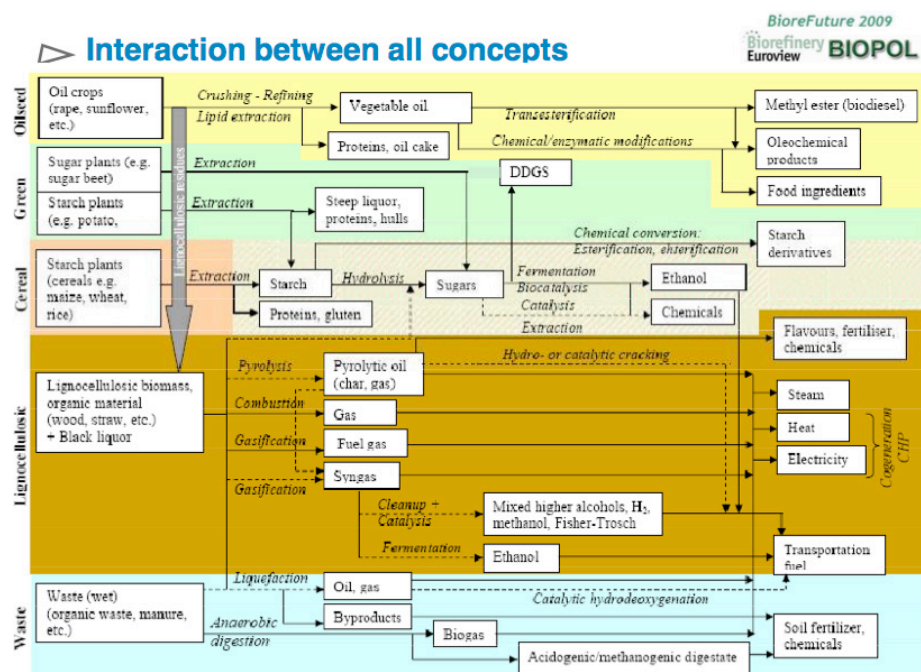 BioreFuture 2009
Interaction between all concepts
Biorefinery
Euroview
BIOPOL
Oilseed
Oil crops
(rape, sunflower,
etc.)
Crushing - Refining
Lipid extraction
Vegetable oil
Proteins, oil cake
Transesterification
Chemical/enzymatic modifications
Methyl ester (biodiesel)
Oleochemical
products
Food ingredients
Green
Sugar plants (e.g.
sugar beet)
Extraction
Starch plants
(e.g. potato,
Extraction
Steep liquor,
proteins, hulls
DDGS
Lignocellulosic residues
Chemical conversion:
Esterification, ehterification
Starch
derivatives
Cereal
Starch plants
(cereals e.g.
maize, wheat,
rice)
Extraction
Starch
Proteins, gluten
Hydrolysis
Sugars
Fermentation
Biocatalysis
Catalysis
Extraction
Ethanol
Chemicals
Flavours, fertiliser,
chemicals
Lignocellulosic
Lignocellulosic biomass,
organic material
(wood, straw, etc.)
+ Black liquor
Pyrolysis
Pyrolytic oil
(char, gas)
Hydro- or catalytic cracking
Combustion
Gas
Gasification
Fuel gas
Gasification
Syngas
Steam
Heat
Electricity
Cogeneration
CHP
Cleanup +
Catalysis
Mixed higher alcohols, H₂,
methanol, Fisher-Trosch
Fermentation
Ethanol
Transportation
fuel
Waste
Waste (wet)
(organic waste, manure,
etc.)
Liquefaction
Oil, gas
Catalytic hydrodeoxygenation
Byproducts
Anaerobic
digestion
Biogas
Acidogenic/methanogenic digestate
Soil fertilizer,
chemicals